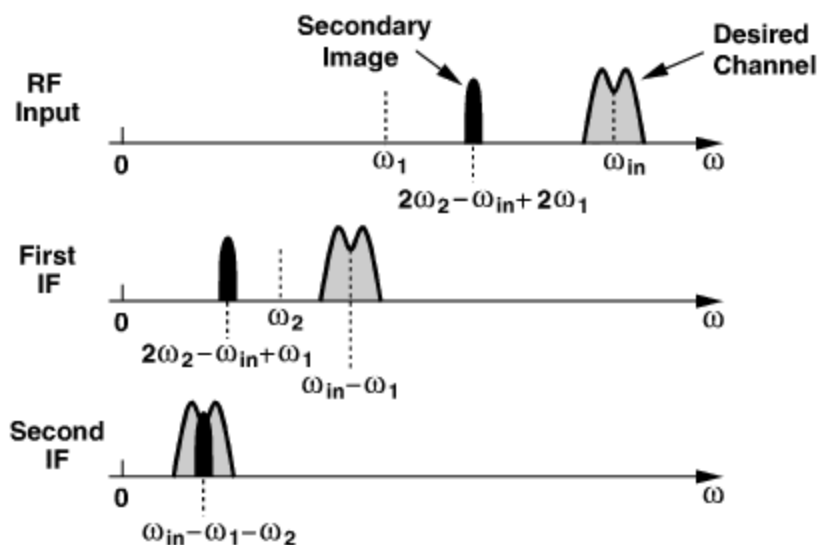 Secondary
Image
Desired
Channel
RF
Input
0
ω₁
ωᵢₙ
ω
2ω₂−ωᵢₙ+2ω₁
First
IF
0
ω₂
ω
2ω₂−ωᵢₙ+ω₁
ωᵢₙ−ω₁
Second
IF
0
ω
ωᵢₙ−ω₁−ω₂